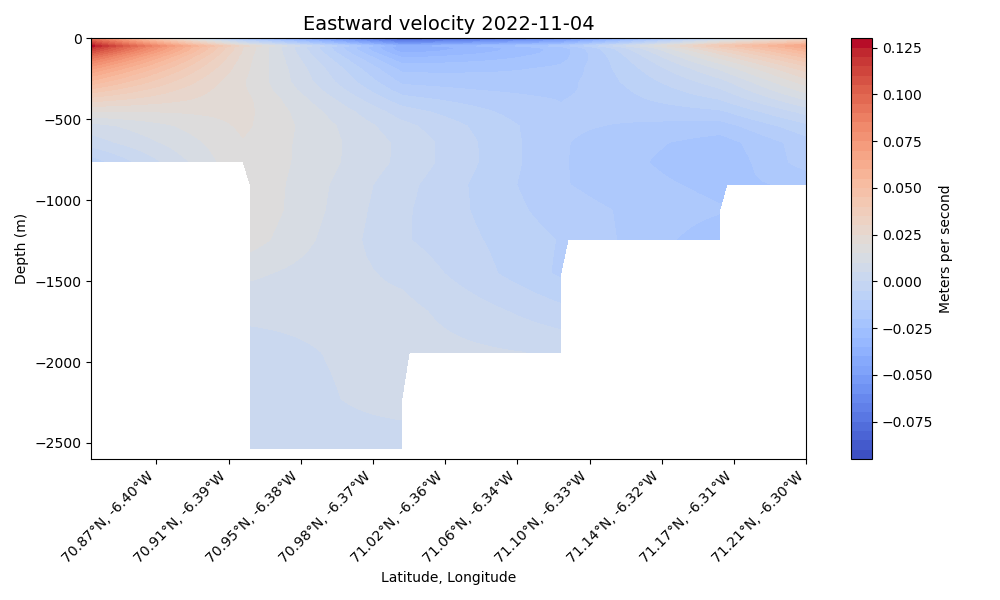 Eastward velocity 2022-11-04
0
−500
−1000
−1500
−2000
−2500
Depth (m)
70.87°N, -6.40°W
70.91°N, -6.39°W
70.95°N, -6.38°W
70.98°N, -6.37°W
71.02°N, -6.36°W
71.06°N, -6.34°W
71.10°N, -6.33°W
71.14°N, -6.32°W
71.17°N, -6.31°W
71.21°N, -6.30°W
Latitude, Longitude
0.125
0.100
0.075
0.050
0.025
0.000
−0.025
−0.050
−0.075
Meters per second